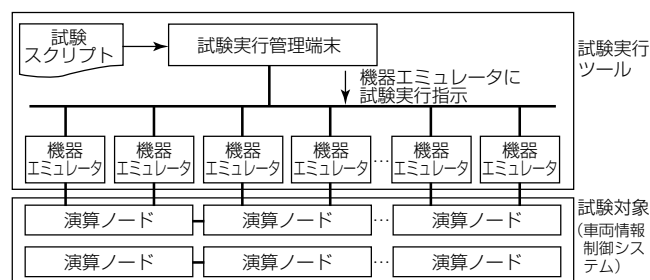 試験
スクリプト
試験実行管理端末
試験実行
ツール
機器エミュレータに
試験実行指示
機器
エミュレータ
機器
エミュレータ
機器
エミュレータ
機器
エミュレータ
…
機器
エミュレータ
機器
エミュレータ
演算ノード
演算ノード
…
演算ノード
試験対象
(車両情報
制御シス
テム)
演算ノード
演算ノード
…
演算ノード